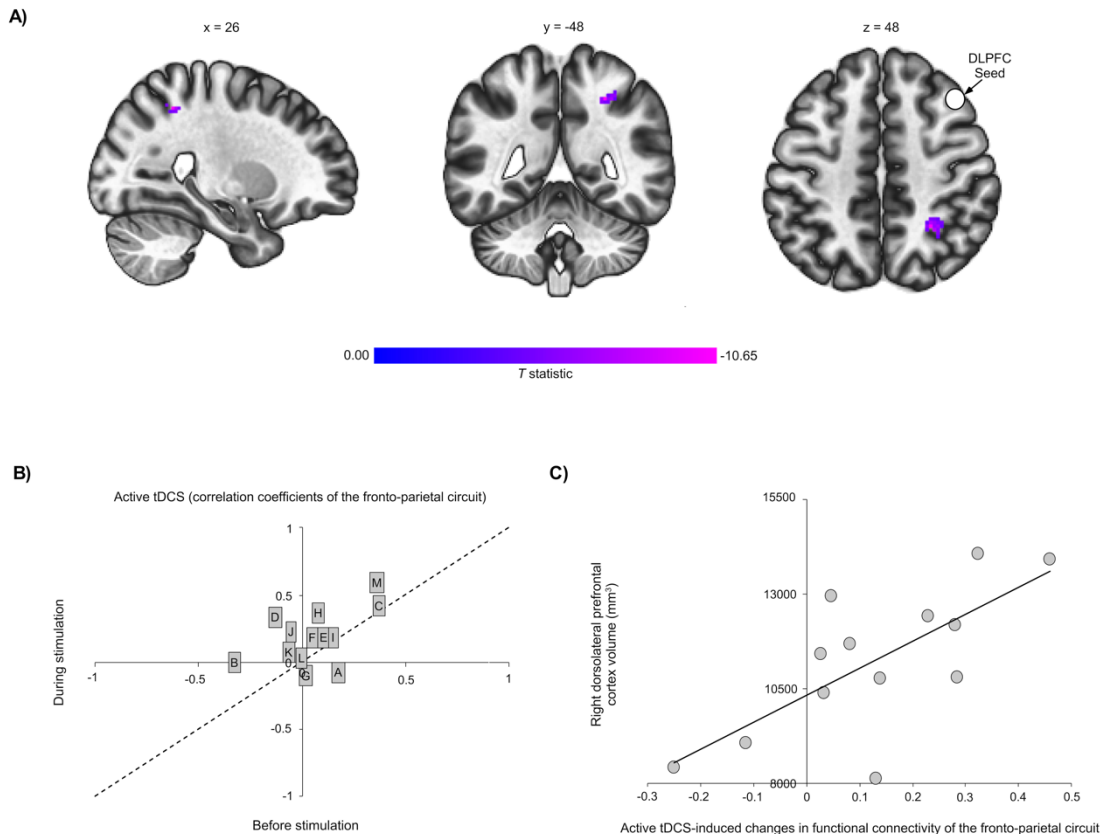 A)
x = 26
y = -48
z = 48
DLPFC
Seed
0.00
-10.65
T statistic
B)
Active tDCS (correlation coefficients of the fronto-parietal circuit)
During stimulation
1
0.5
0
-0.5
-1
-1
-0.5
0
0.5
1
M
C
D
H
J
F
E
I
K
L
B
G
A
Before stimulation
C)
Right dorsolateral prefrontal
cortex volume (mm³)
15500
13000
10500
8000
-0.3
-0.2
-0.1
0
0.1
0.2
0.3
0.4
0.5
Active tDCS-induced changes in functional connectivity of the fronto-parietal circuit